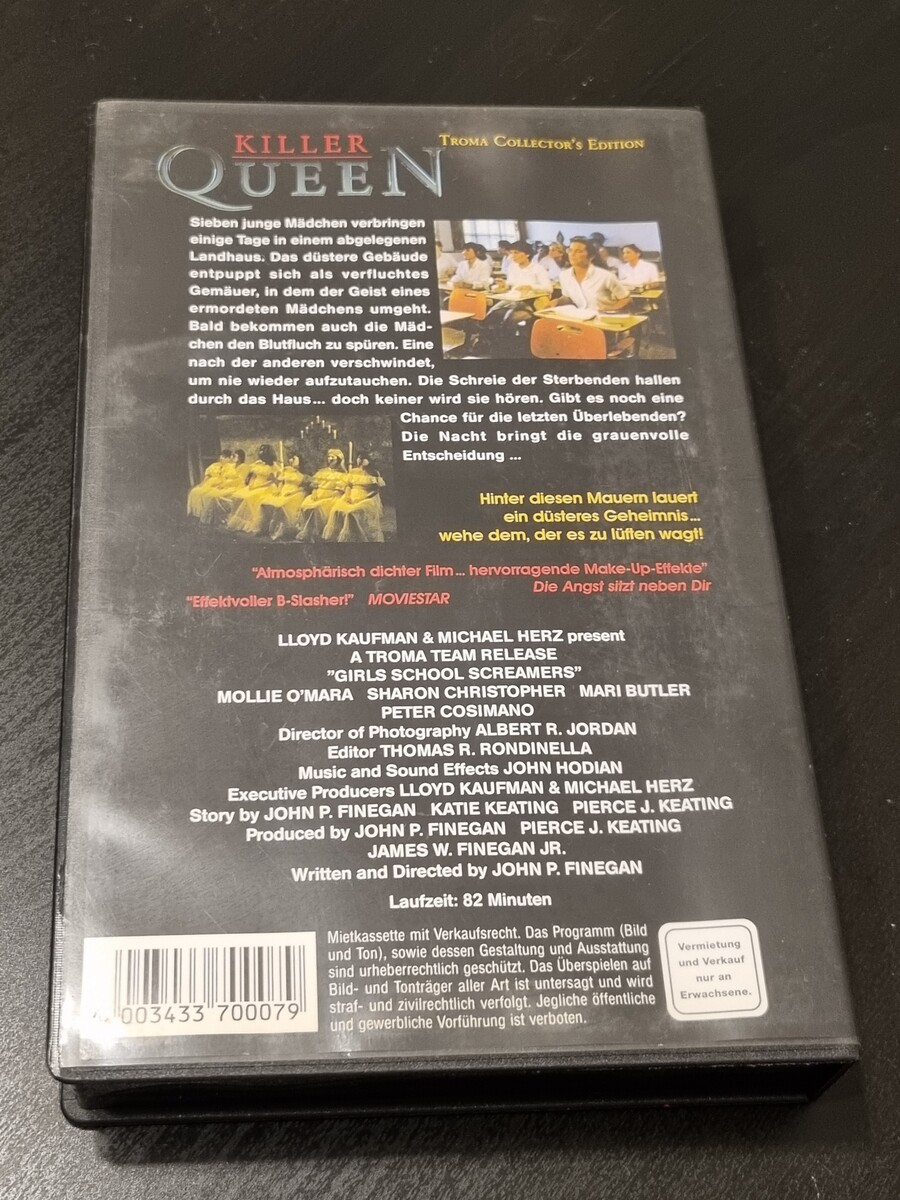 KILLER
QUEEN
TROMA COLLECTOR'S EDITION
Sieben junge Mädchen verbringen
einige Tage in einem abgelegenen
Landhaus. Das düstere Gebäude
entpuppt sich als verfluchtes
Gemäuer, in dem der Geist eines
ermordeten Mädchens umgeht.
Bald bekommen auch die Mäd-
chen den Blutfluch zu spüren. Eine
nach der anderen verschwindet,
um nie wieder aufzutauchen. Die Schreie der Sterbenden hallen
durch das Haus... doch keiner wird sie hören. Gibt es noch eine
Chance für die letzten Überlebenden?
Die Nacht bringt die grauenvolle
Entscheidung ...
Hinter diesen Mauern lauert
ein düsteres Geheimnis...
wehe dem, der es zu lüften wagt!
"Atmosphärisch dichter Film... hervorragende Make-Up-Effekte"
Die Angst sitzt neben Dir
"Effektvoller B-Slasher!" MOVIESTAR
LLOYD KAUFMAN & MICHAEL HERZ present
A TROMA TEAM RELEASE
"GIRLS SCHOOL SCREAMERS"
MOLLIE O'MARA SHARON CHRISTOPHER MARI BUTLER
PETER COSIMANO
Director of Photography ALBERT R. JORDAN
Editor THOMAS R. RONDINELLA
Music and Sound Effects JOHN HODIAN
Executive Producers LLOYD KAUFMAN & MICHAEL HERZ
Story by JOHN P. FINEGAN KATIE KEATING PIERCE J. KEATING
Produced by JOHN P. FINEGAN PIERCE J. KEATING
JAMES W. FINEGAN JR.
Written and Directed by JOHN P. FINEGAN
Laufzeit: 82 Minuten
Mietkassette mit Verkaufsrecht. Das Programm (Bild
und Ton), sowie dessen Gestaltung und Ausstattung
sind urheberrechtlich geschützt. Das Überspielen auf
Bild- und Tonträger aller Art ist untersagt und wird
straf- und zivilrechtlich verfolgt. Jegliche öffentliche
und gewerbliche Vorführung ist verboten.
Vermietung
und Verkauf
nur an
Erwachsene.
4 003433 700079